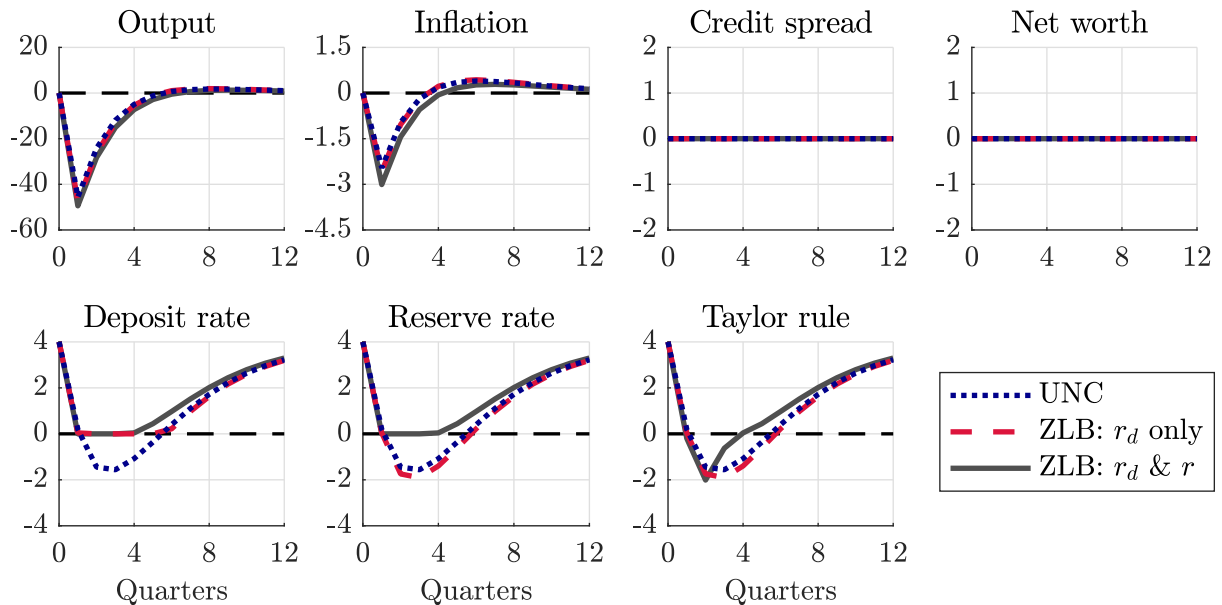 Output
Inflation
Credit spread
Net worth
20
0
-20
-40
-60
0 4 8 12
1.5
0
-1.5
-3
-4.5
0 4 8 12
2
1
0
-1
-2
0 4 8 12
2
1
0
-1
-2
0 4 8 12
Deposit rate
Reserve rate
Taylor rule
4
2
0
-2
-4
0 4 8 12
Quarters
4
2
0
-2
-4
0 4 8 12
Quarters
4
2
0
-2
-4
0 4 8 12
Quarters
UNC
ZLB: r_d only
ZLB: r_d & r